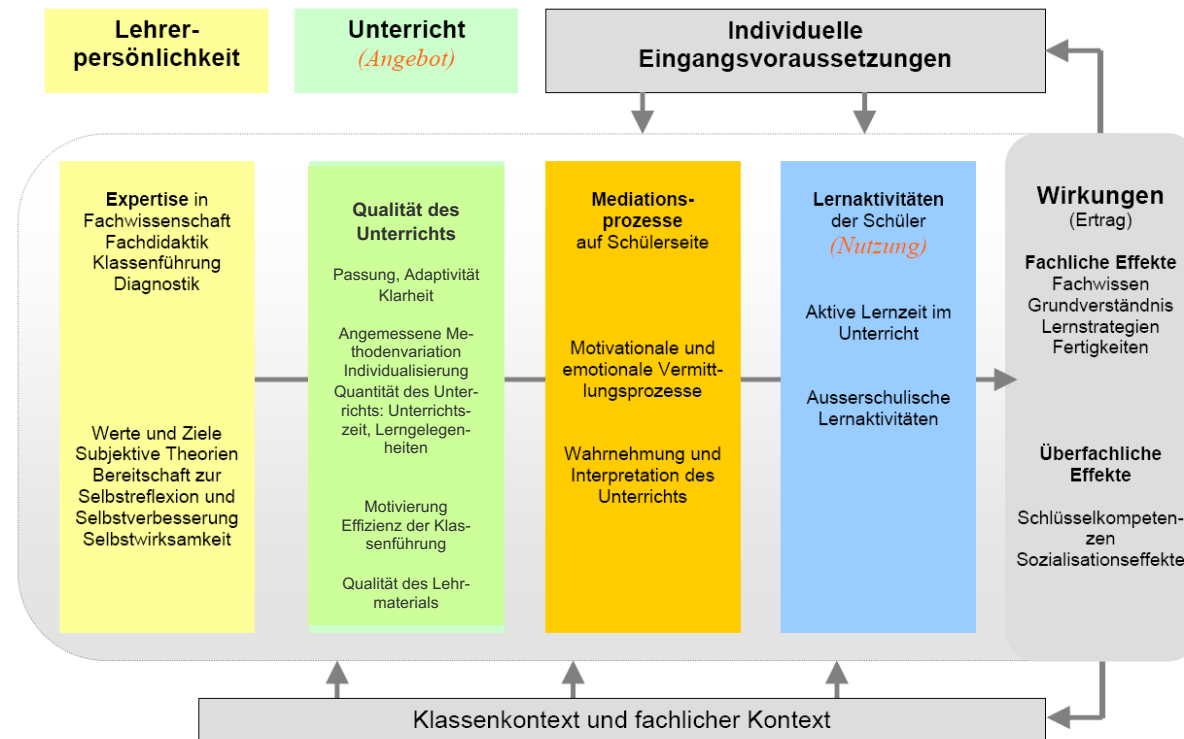 Lehrer-
persönlichkeit
Unterricht
(Angebot)
Individuelle
Eingangsvoraussetzungen
Expertise in
Fachwissenschaft
Fachdidaktik
Klassenführung
Diagnostik
Werte und Ziele
Subjektive Theorien
Bereitschaft zur
Selbstreflexion und
Selbstverbesserung
Selbstwirksamkeit
Qualität des
Unterrichts
Passung, Adaptivität
Klarheit
Angemessene Me-
thodenvariation
Individualisierung
Quantität des Unter-
richts: Unterrichts-
zeit, Lerngelegen-
heiten
Motivierung
Effizienz der Klas-
senführung
Qualität des Lehr-
materials
Mediations-
prozesse
auf Schülerseite
Motivationale und
emotionale Vermitt-
lungsprozesse
Wahrnehmung und
Interpretation des
Unterrichts
Lernaktivitäten
der Schüler
(Nutzung)
Aktive Lernzeit im
Unterricht
Ausserschulische
Lernaktivitäten
Wirkungen
(Ertrag)
Fachliche Effekte
Fachwissen
Grundverständnis
Lernstrategien
Fertigkeiten
Überfachliche
Effekte
Schlüsselkompeten-
zen
Sozialisationseffekte
Klassenkontext und fachlicher Kontext